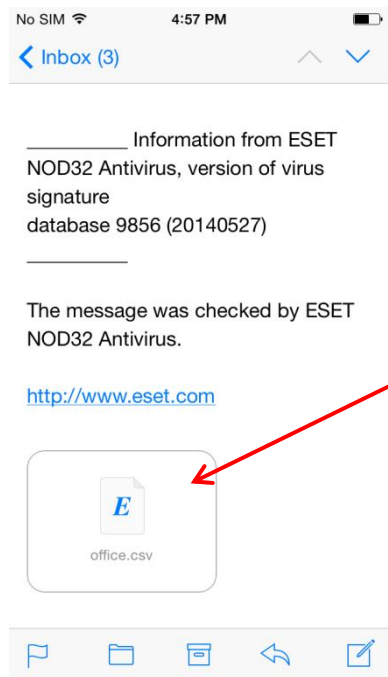 No SIM 4:57 PM
Inbox (3)
__________ Information from ESET
NOD32 Antivirus, version of virus
signature
database 9856 (20140527)
__________
The message was checked by ESET
NOD32 Antivirus.
http://www.eset.com
E
office.csv